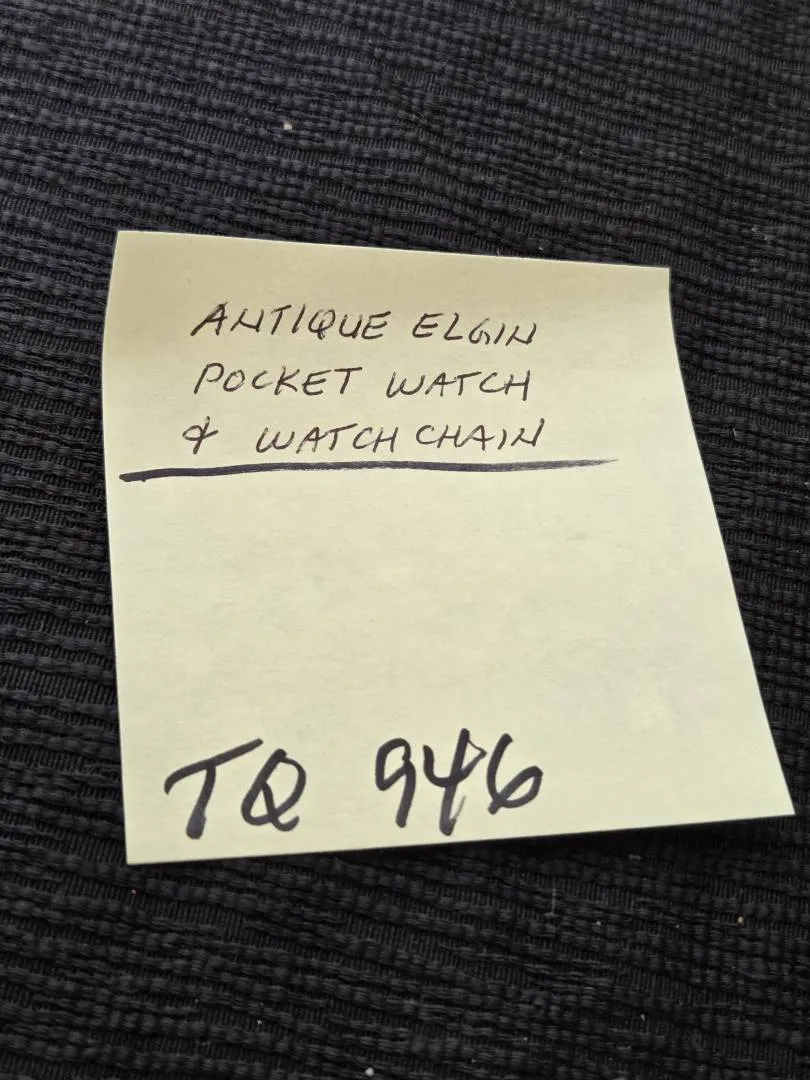 ANTIQUE ELGIN
POCKET WATCH
& WATCH CHAIN
TQ 946